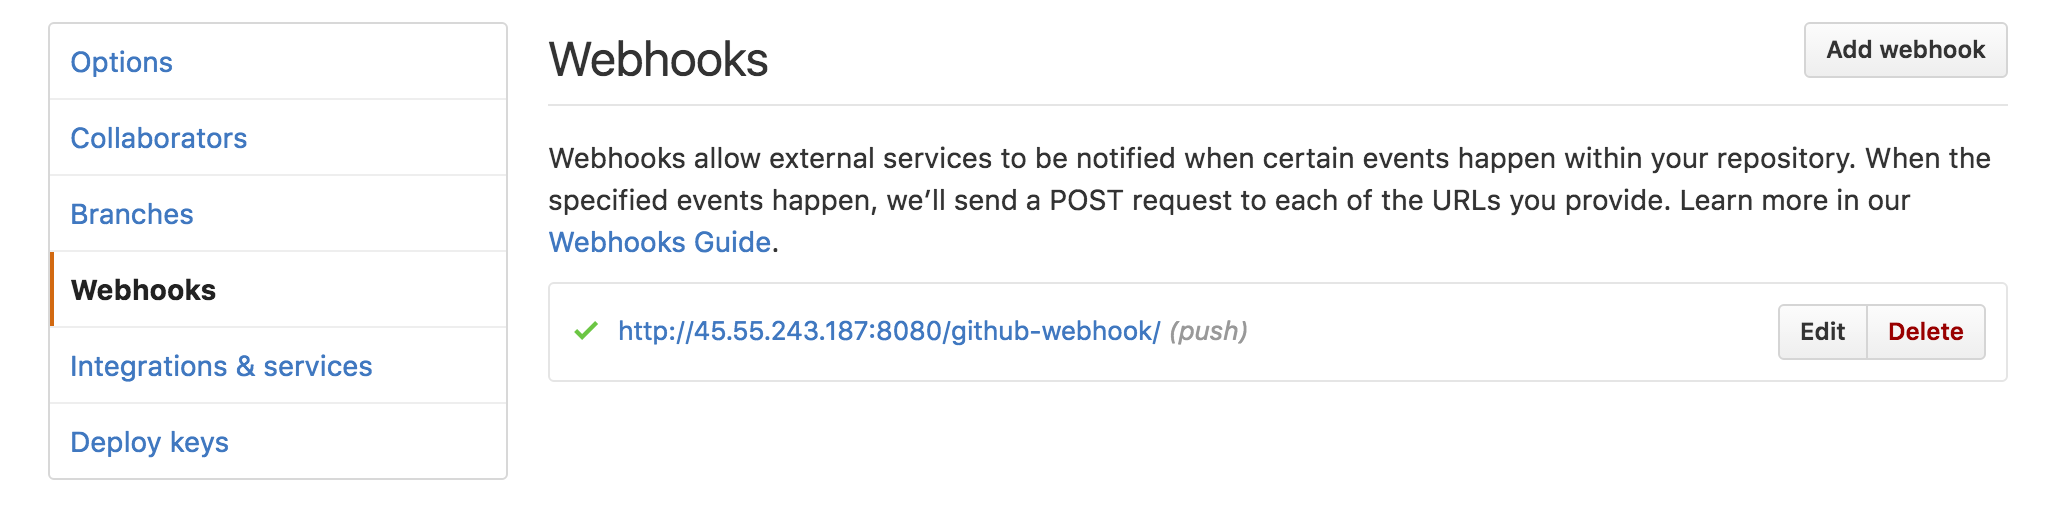 Options
Collaborators
Branches
Webhooks
Integrations & services
Deploy keys
Webhooks
Add webhook
Webhooks allow external services to be notified when certain events happen within your repository. When the
specified events happen, we’ll send a POST request to each of the URLs you provide. Learn more in our
Webhooks Guide.
http://45.55.243.187:8080/github-webhook/ (push)
Edit
Delete